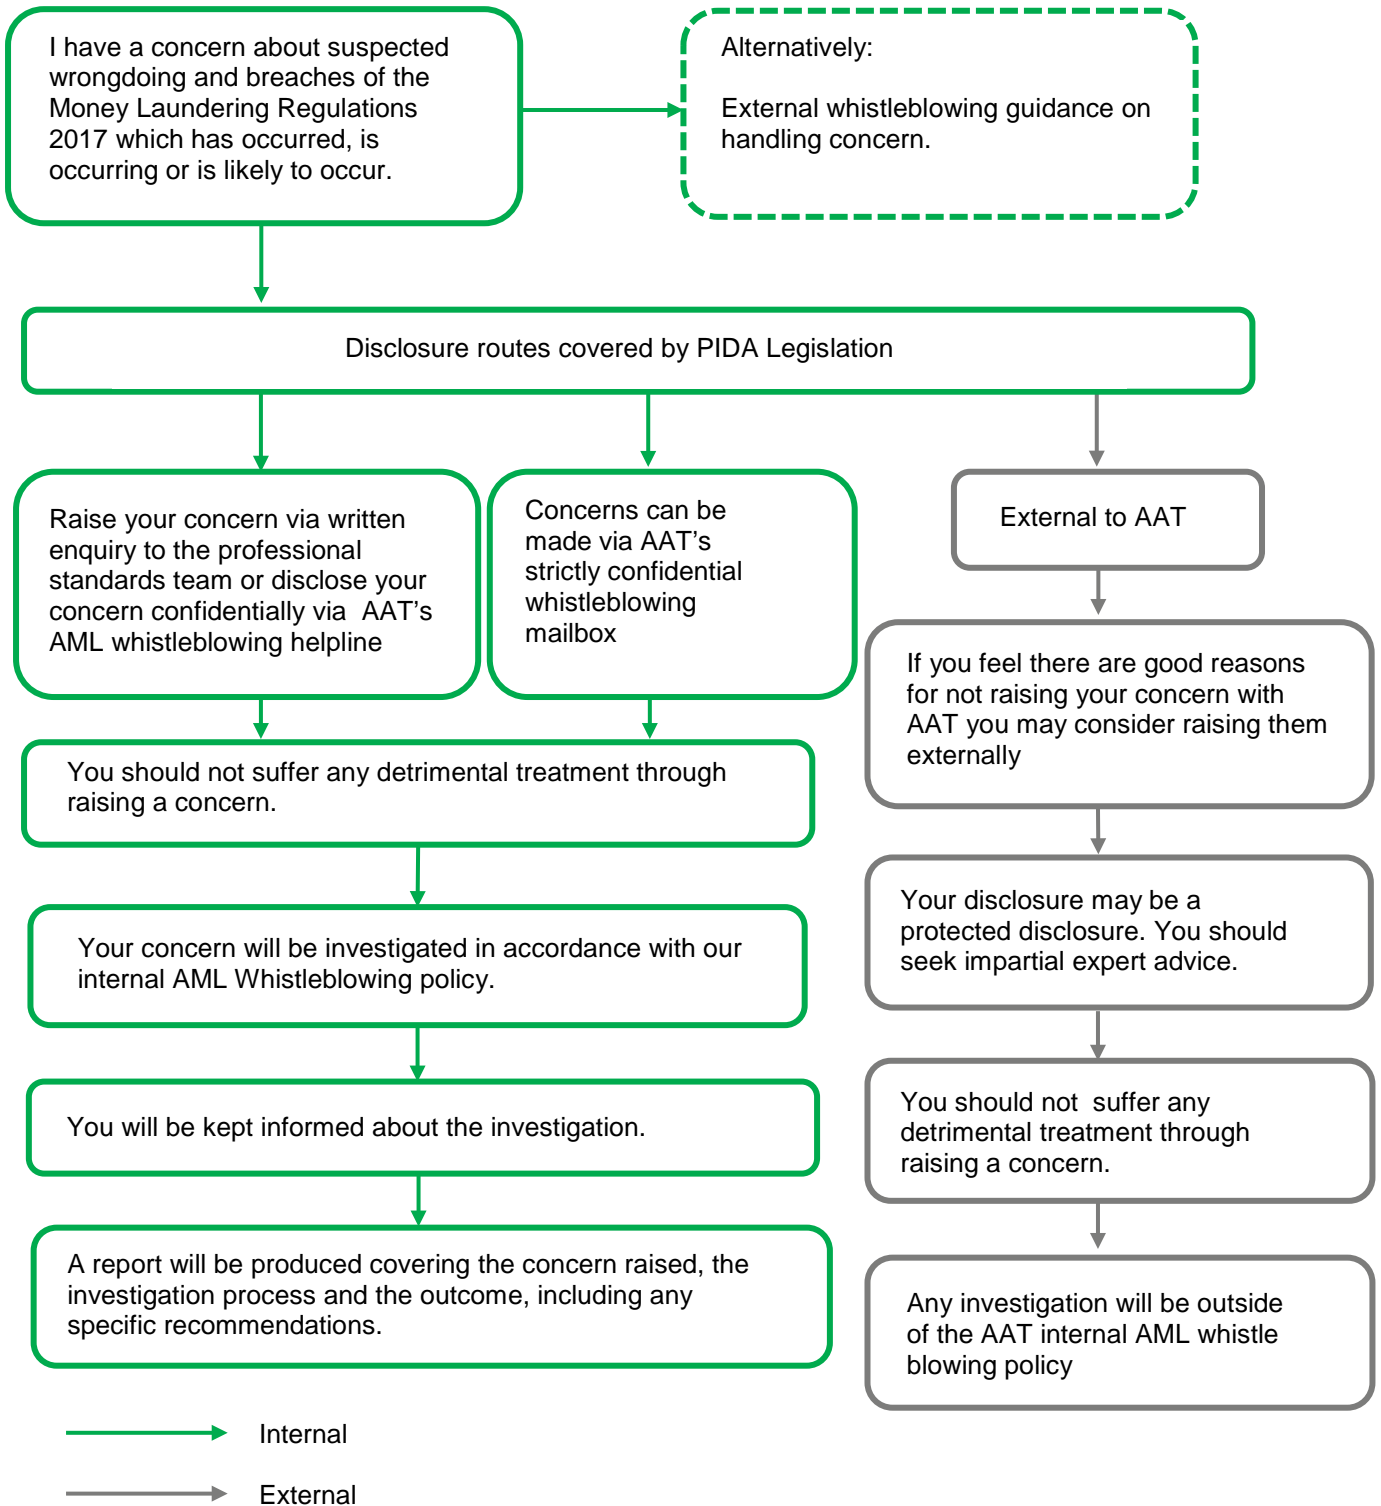 I have a concern about suspected
wrongdoing and breaches of the
Money Laundering Regulations
2017 which has occurred, is
occurring or is likely to occur.
Alternatively:
External whistleblowing guidance on
handling concern.
Disclosure routes covered by PIDA Legislation
Raise your concern via written
enquiry to the professional
standards team or disclose your
concern confidentially via AAT’s
AML whistleblowing helpline
Concerns can be
made via AAT’s
strictly confidential
whistleblowing
mailbox
External to AAT
If you feel there are good reasons
for not raising your concern with
AAT you may consider raising them
externally
You should not suffer any detrimental treatment through
raising a concern.
Your disclosure may be a
protected disclosure. You should
seek impartial expert advice.
Your concern will be investigated in accordance with our
internal AML Whistleblowing policy.
You will be kept informed about the investigation.
You should not suffer any
detrimental treatment through
raising a concern.
A report will be produced covering the concern raised, the
investigation process and the outcome, including any
specific recommendations.
Any investigation will be outside
of the AAT internal AML whistle
blowing policy
Internal
External